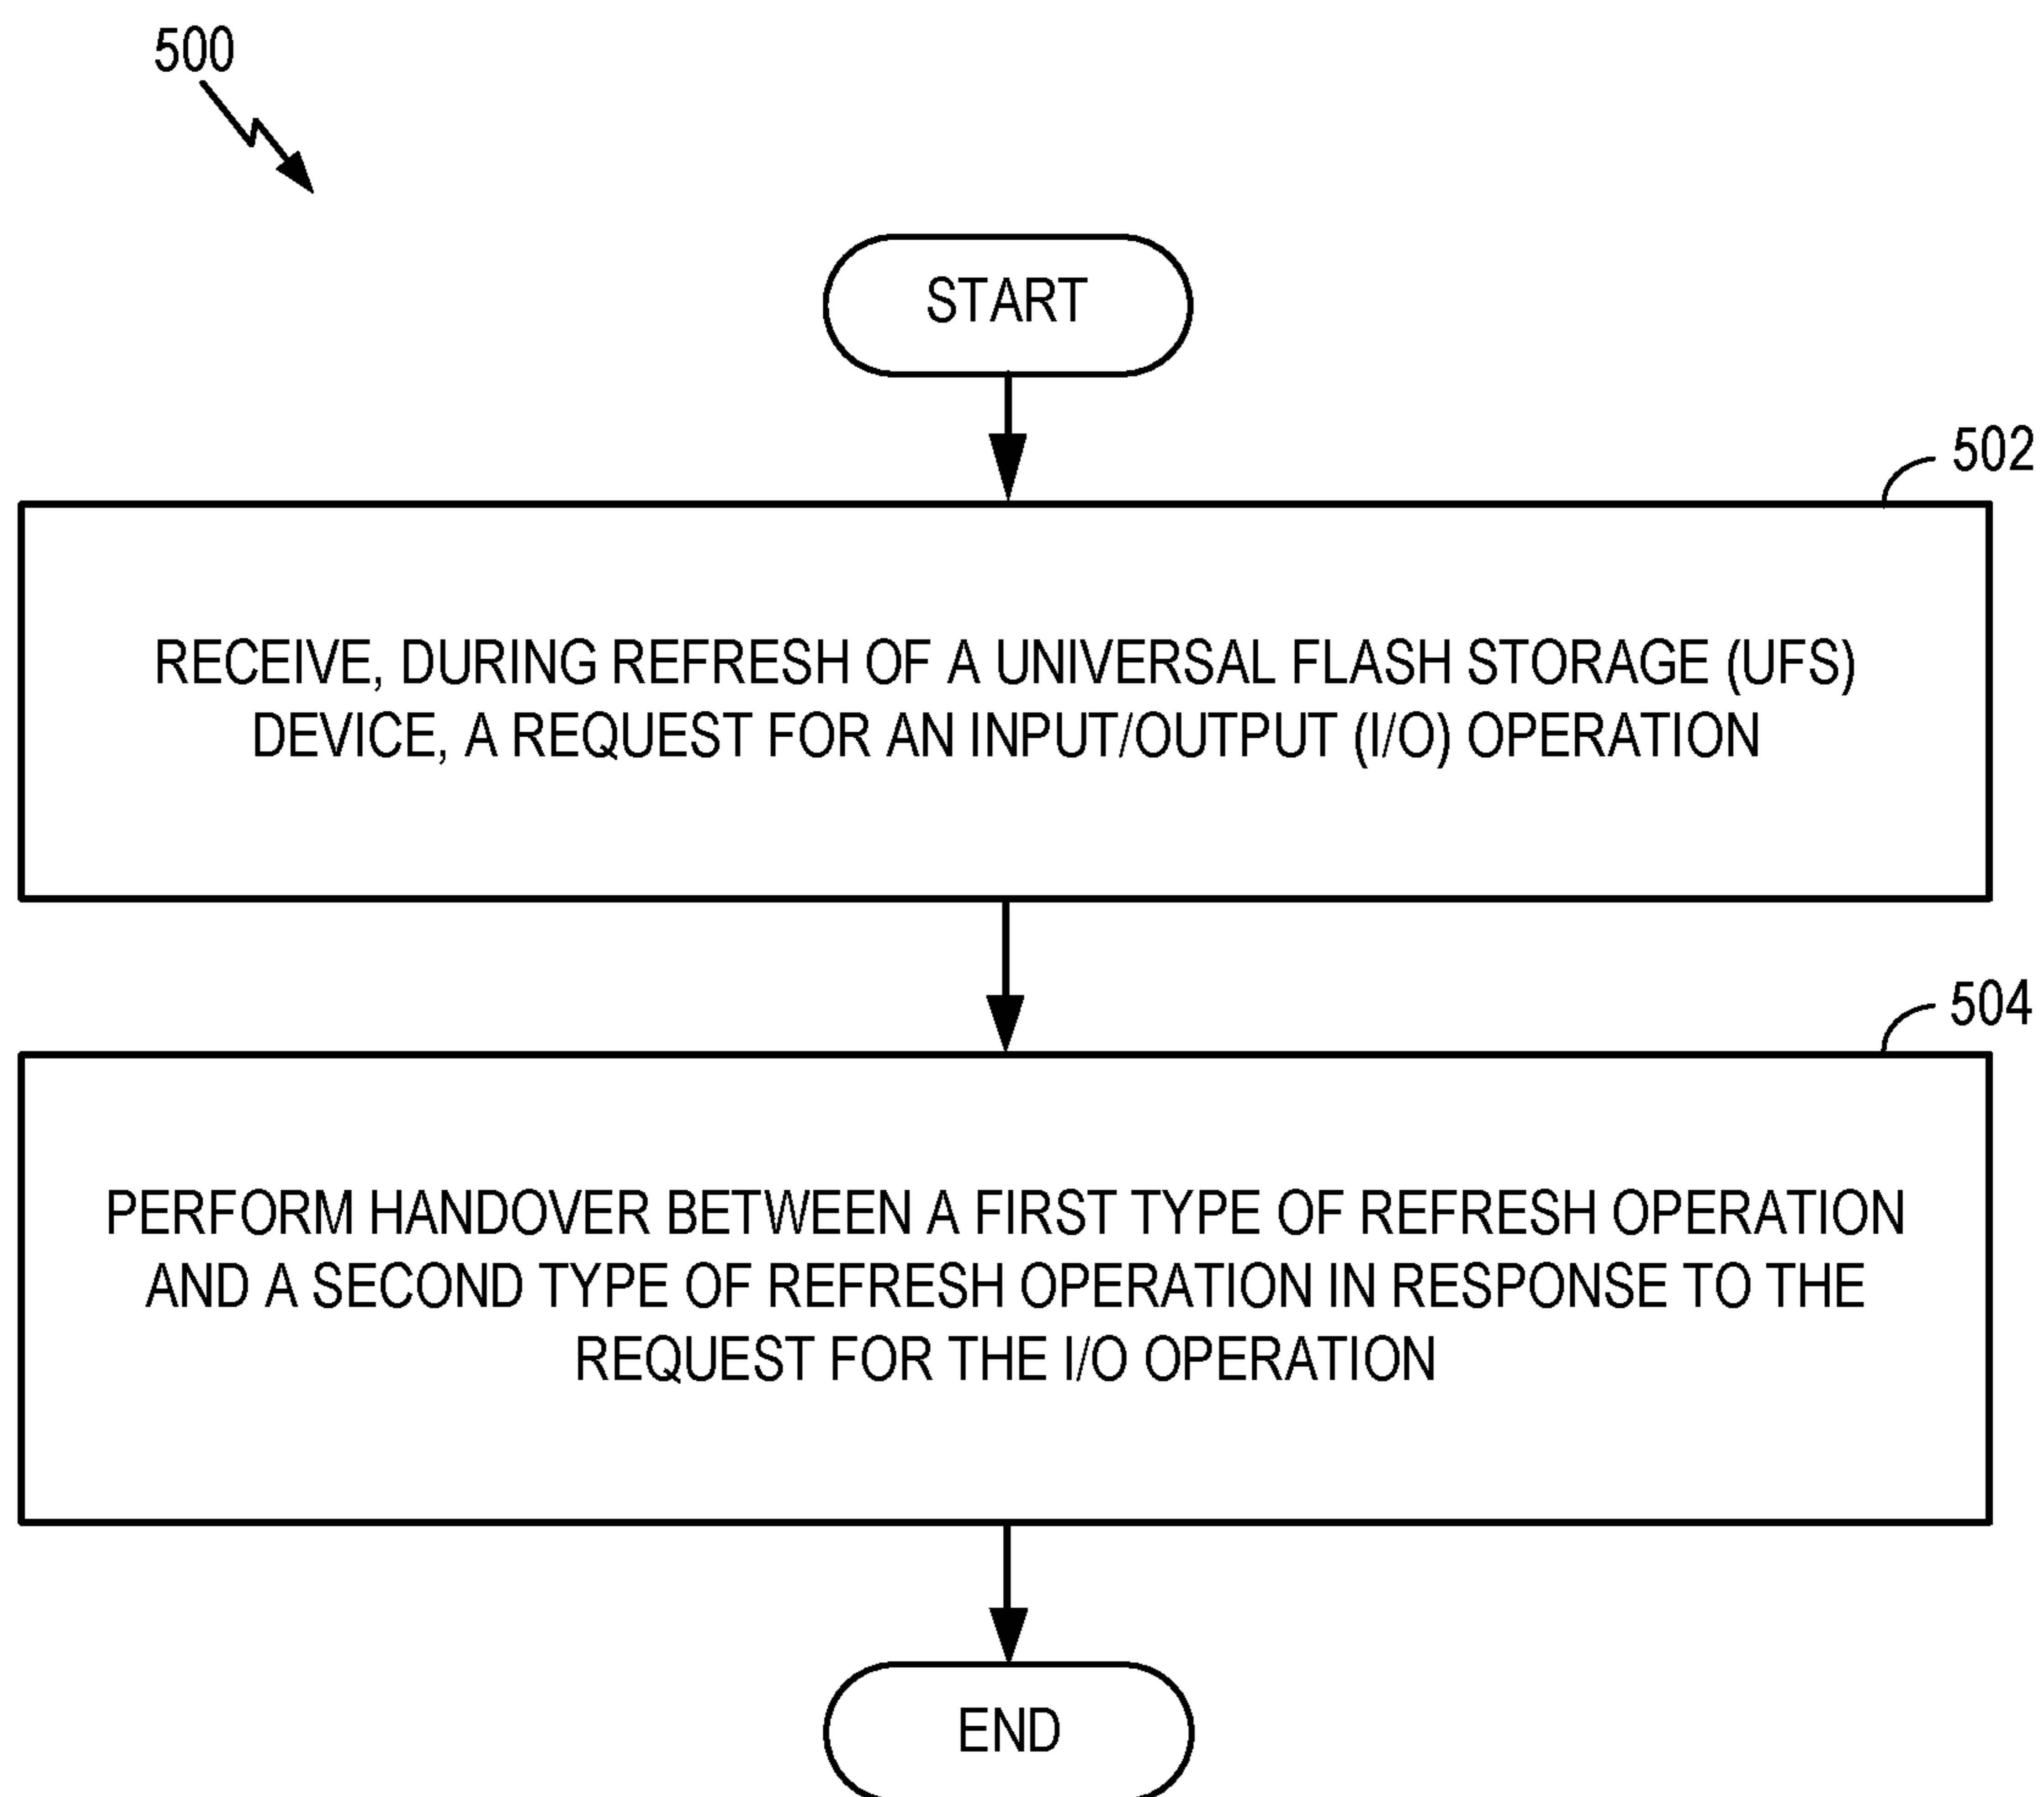 500
START
502
RECEIVE, DURING REFRESH OF A UNIVERSAL FLASH STORAGE (UFS)
DEVICE, A REQUEST FOR AN INPUT/OUTPUT (I/O) OPERATION
504
PERFORM HANDOVER BETWEEN A FIRST TYPE OF REFRESH OPERATION
AND A SECOND TYPE OF REFRESH OPERATION IN RESPONSE TO THE
REQUEST FOR THE I/O OPERATION
END